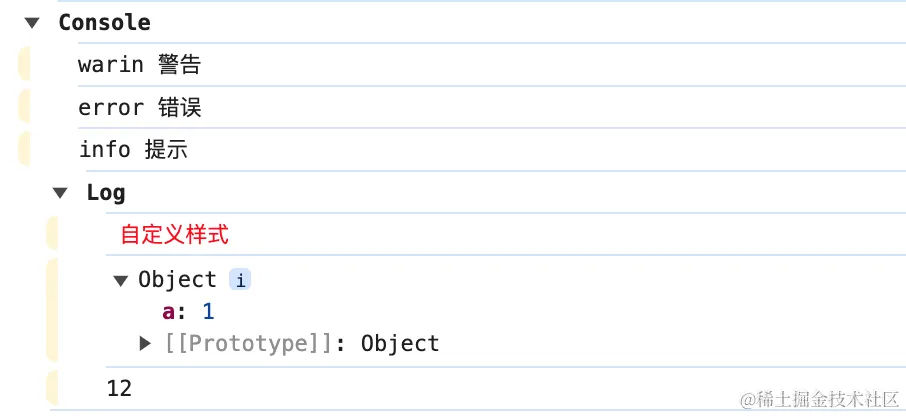 Console
warin 警告
error 错误
info 提示
Log
自定义样式
Object i
a: 1
[[Prototype]]: Object
12
@稀土掘金技术社区